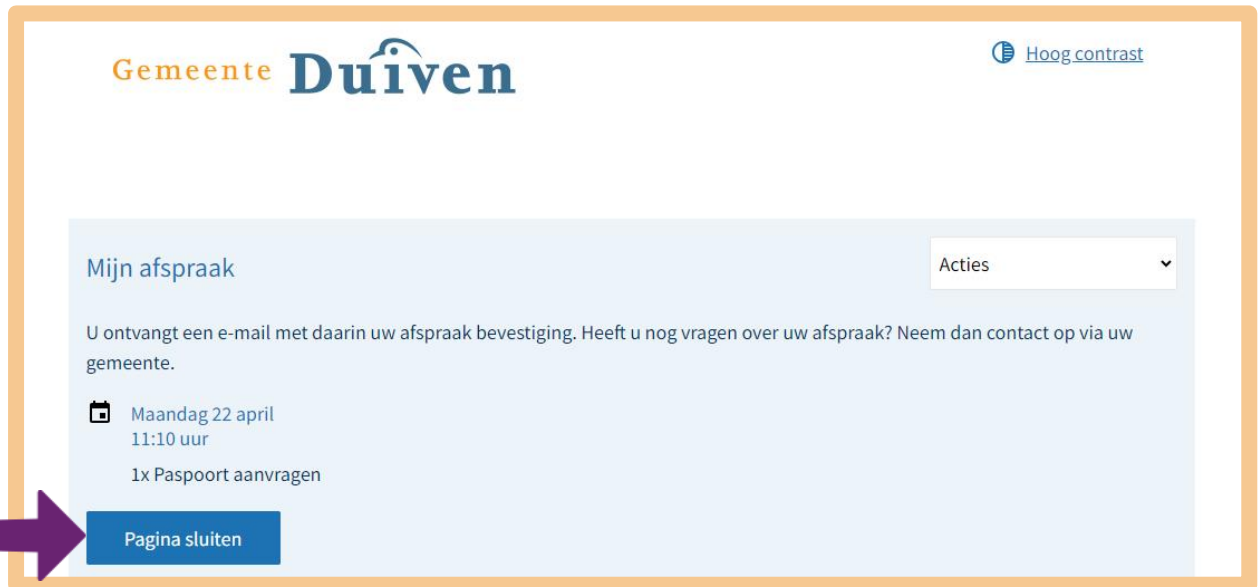 Gemeente Duiven
Hoog contrast
Mijn afspraak
Acties
U ontvangt een e-mail met daarin uw afspraak bevestiging. Heeft u nog vragen over uw afspraak? Neem dan contact op via uw
gemeente.
Maandag 22 april
11:10 uur
1x Paspoort aanvragen
Pagina sluiten